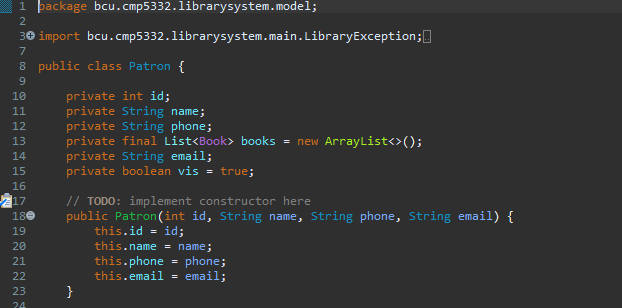 1 package bcu.cmp5332.librarysystem.model;
2
3 import bcu.cmp5332.librarysystem.main.LibraryException;
7
8 public class Patron {
9
10 private int id;
11 private String name;
12 private String phone;
13 private final List<Book> books = new ArrayList<>();
14 private String email;
15 private boolean vis = true;
16
17 // TODO: implement constructor here
18 public Patron(int id, String name, String phone, String email) {
19 this.id = id;
20 this.name = name;
21 this.phone = phone;
22 this.email = email;
23 }
24